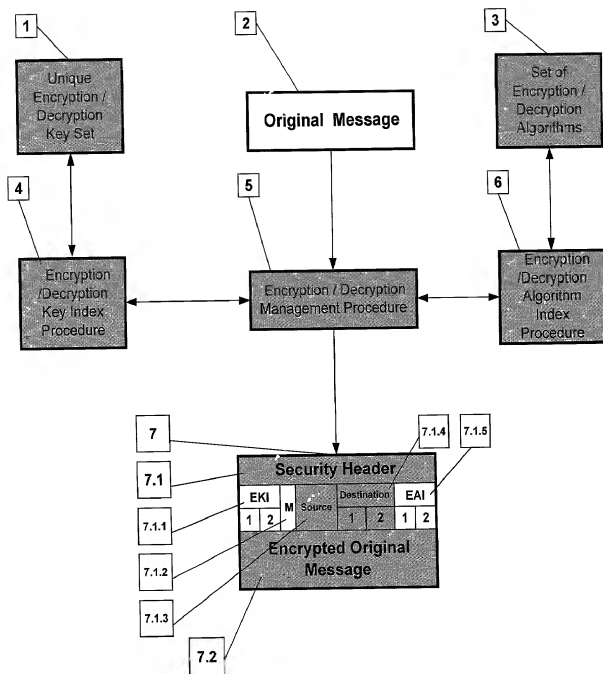 1
2
3
Unique
Encryption /
Decryption
Key Set
Original Message
Set of
Encryption /
Decryption
Algorithms
4
5
6
Encryption
/Decryption
Key Index
Procedure
Encryption / Decryption
Management Procedure
Encryption
/Decryption
Algorithm
Index
Procedure
7
7.1.4
7.1.5
7.1
Security Header
7.1.1
EKI
M
Source
Destination
EAI
1 2
1 2
1 2
7.1.2
Encrypted Original
Message
7.1.3
7.2